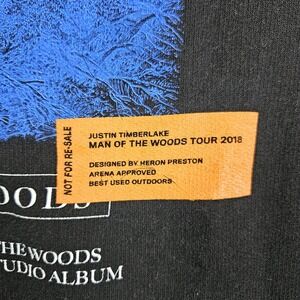 NOT FOR RE-SALE
JUSTIN TIMBERLAKE
MAN OF THE WOODS TOUR 2018
DESIGNED BY HERON PRESTON
ARENA APPROVED
BEST USED OUTDOORS.
OODS
THE WOODS
UDIO ALBUM